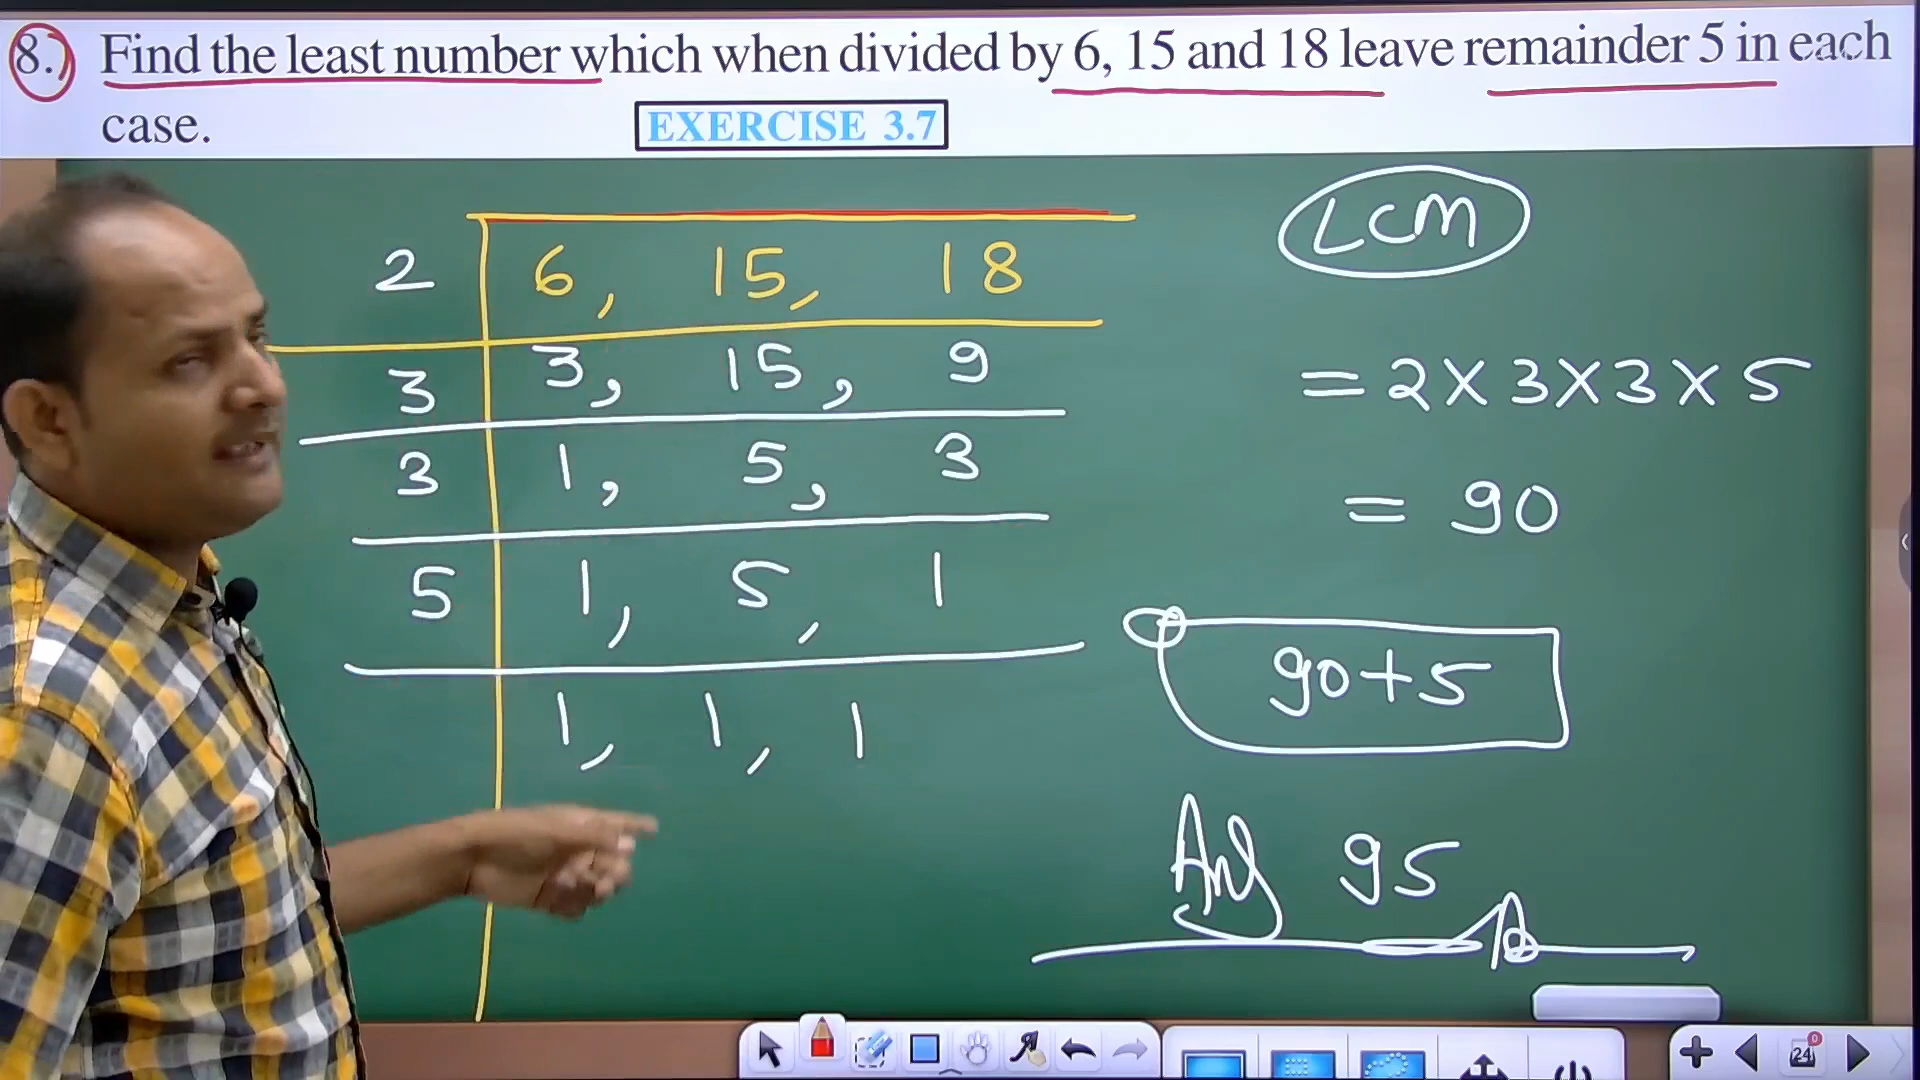 8. Find the least number which when divided by 6, 15 and 18 leave remainder 5 in each
case.
EXERCISE 3.7
LCM
2 6, 15, 18
3 3, 15, 9
3 1, 5, 3
5 1, 5, 1
1, 1, 1
= 2 X 3 X 3 X 5
= 90
90+5
Ans 95
24